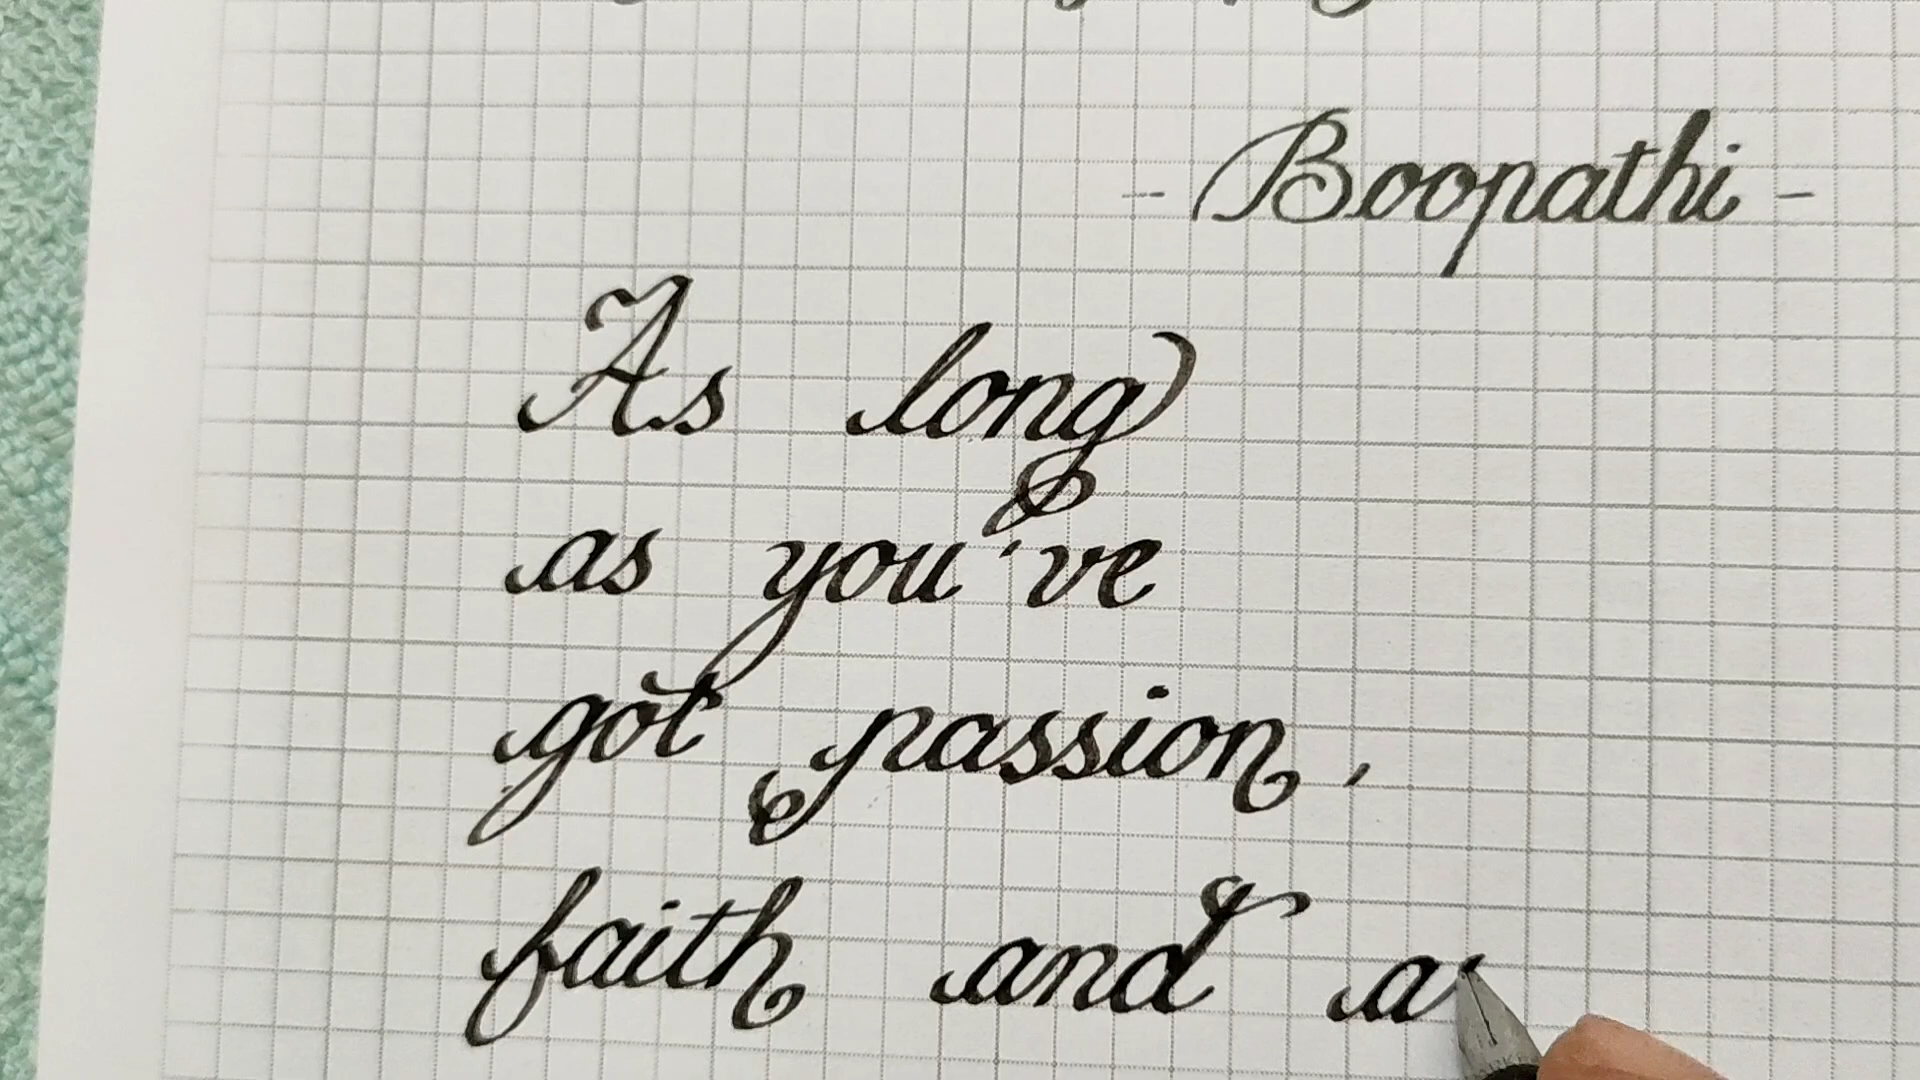 - Boopathi -
As long
as you've
got passion,
faith and